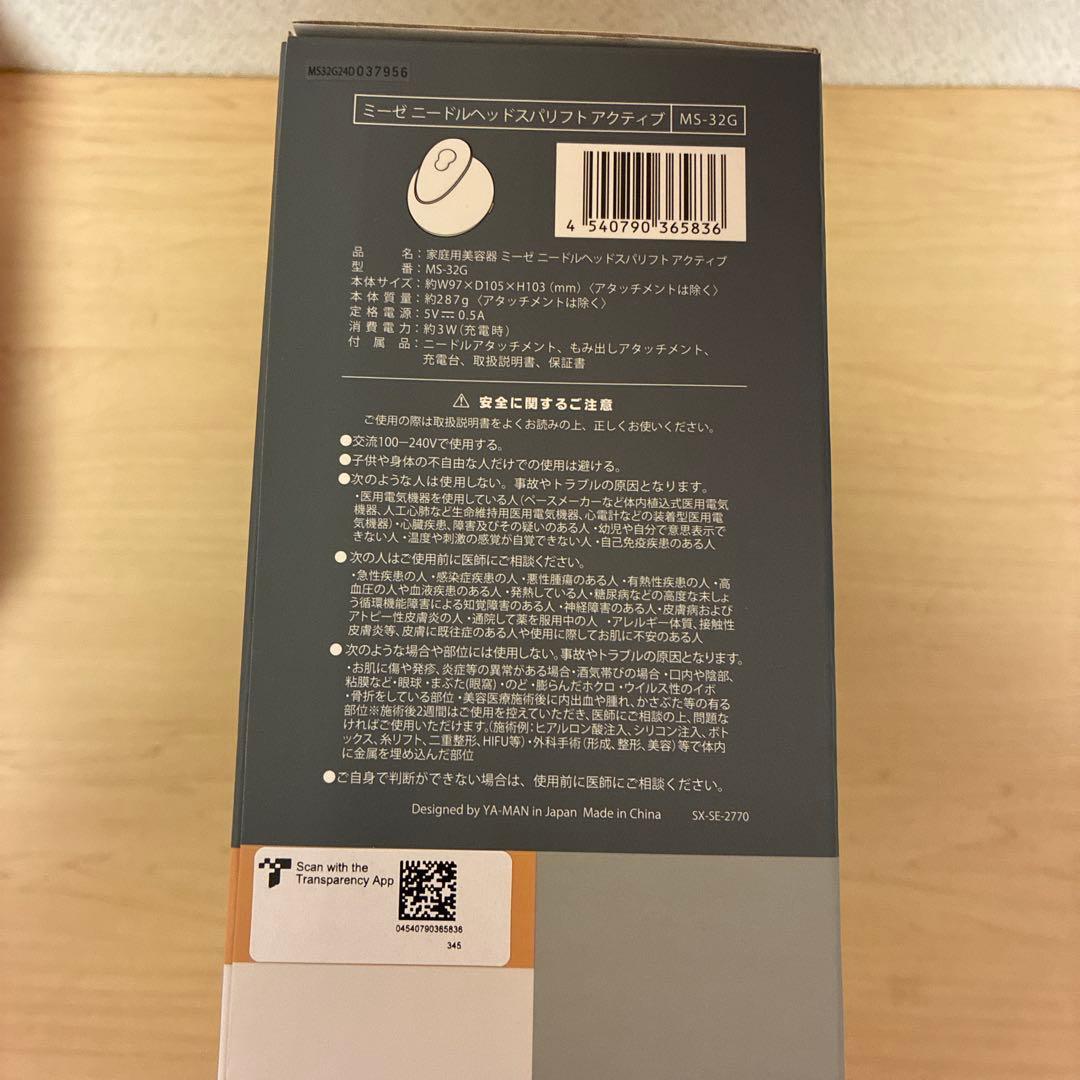 MS32G24D037956
ミーゼ ニードルヘッドスパリフト アクティブ MS-32G
4 540790 365836
品名：家庭用美容器 ミーゼ ニードルヘッドスパリフト アクティブ
型番：MS-32G
本体サイズ：約W97×D105×H103（mm）〈アタッチメントは除く〉
本体質量：約287g〈アタッチメントは除く〉
定格電源：5V⎓0.5A
消費電力：約3W（充電時）
付属品：ニードルアタッチメント、もみ出しアタッチメント、
充電台、取扱説明書、保証書
⚠ 安全に関するご注意
ご使用の際は取扱説明書をよくお読みの上、正しくお使いください。
●交流100−240Vで使用する。
●子供や身体の不自由な人だけでの使用は避ける。
●次のような人は使用しない。事故やトラブルの原因となります。
・医用電気機器を使用している人（ペースメーカーなど体内植込式医用電気
機器、人工心肺など生命維持用医用電気機器、心電計などの装着型医用電
気機器）・心臓疾患、障害及びその疑いのある人・幼児や自分で意思表示で
きない人・温度や刺激の感覚が自覚できない人・自己免疫疾患のある人
●次の人はご使用前に医師にご相談ください。
・急性疾患の人・感染症疾患の人・悪性腫瘍のある人・有熱性疾患の人・高
血圧の人や血液疾患のある人・発熱している人・糖尿病などの高度な末しょ
う循環機能障害による知覚障害のある人・神経障害のある人・皮膚病および
アトピー性皮膚炎の人・通院して薬を服用中の人・アレルギー体質、接触性
皮膚炎等、皮膚に既往症のある人や使用に際してお肌に不安のある人
●次のような場合や部位には使用しない。事故やトラブルの原因となります。
・お肌に傷や発疹、炎症等の異常がある場合・酒気帯びの場合・口内や陰部、
粘膜など・眼球・まぶた(眼窩)・のど・膨らんだホクロ・ウイルス性のイボ
・骨折をしている部位・美容医療施術後に内出血や腫れ、かさぶた等の有る
部位※施術後2週間はご使用を控えていただき、医師にご相談の上、問題な
ければご使用いただけます。（施術例：ヒアルロン酸注入、シリコン注入、ボト
ックス、糸リフト、二重整形、HIFU等）・外科手術（形成、整形、美容）等で体内
に金属を埋め込んだ部位
●ご自身で判断ができない場合は、使用前に医師にご相談ください。
Designed by YA-MAN in Japan Made in China SX-SE-2770
Scan with the
Transparency App
04540790365836
345